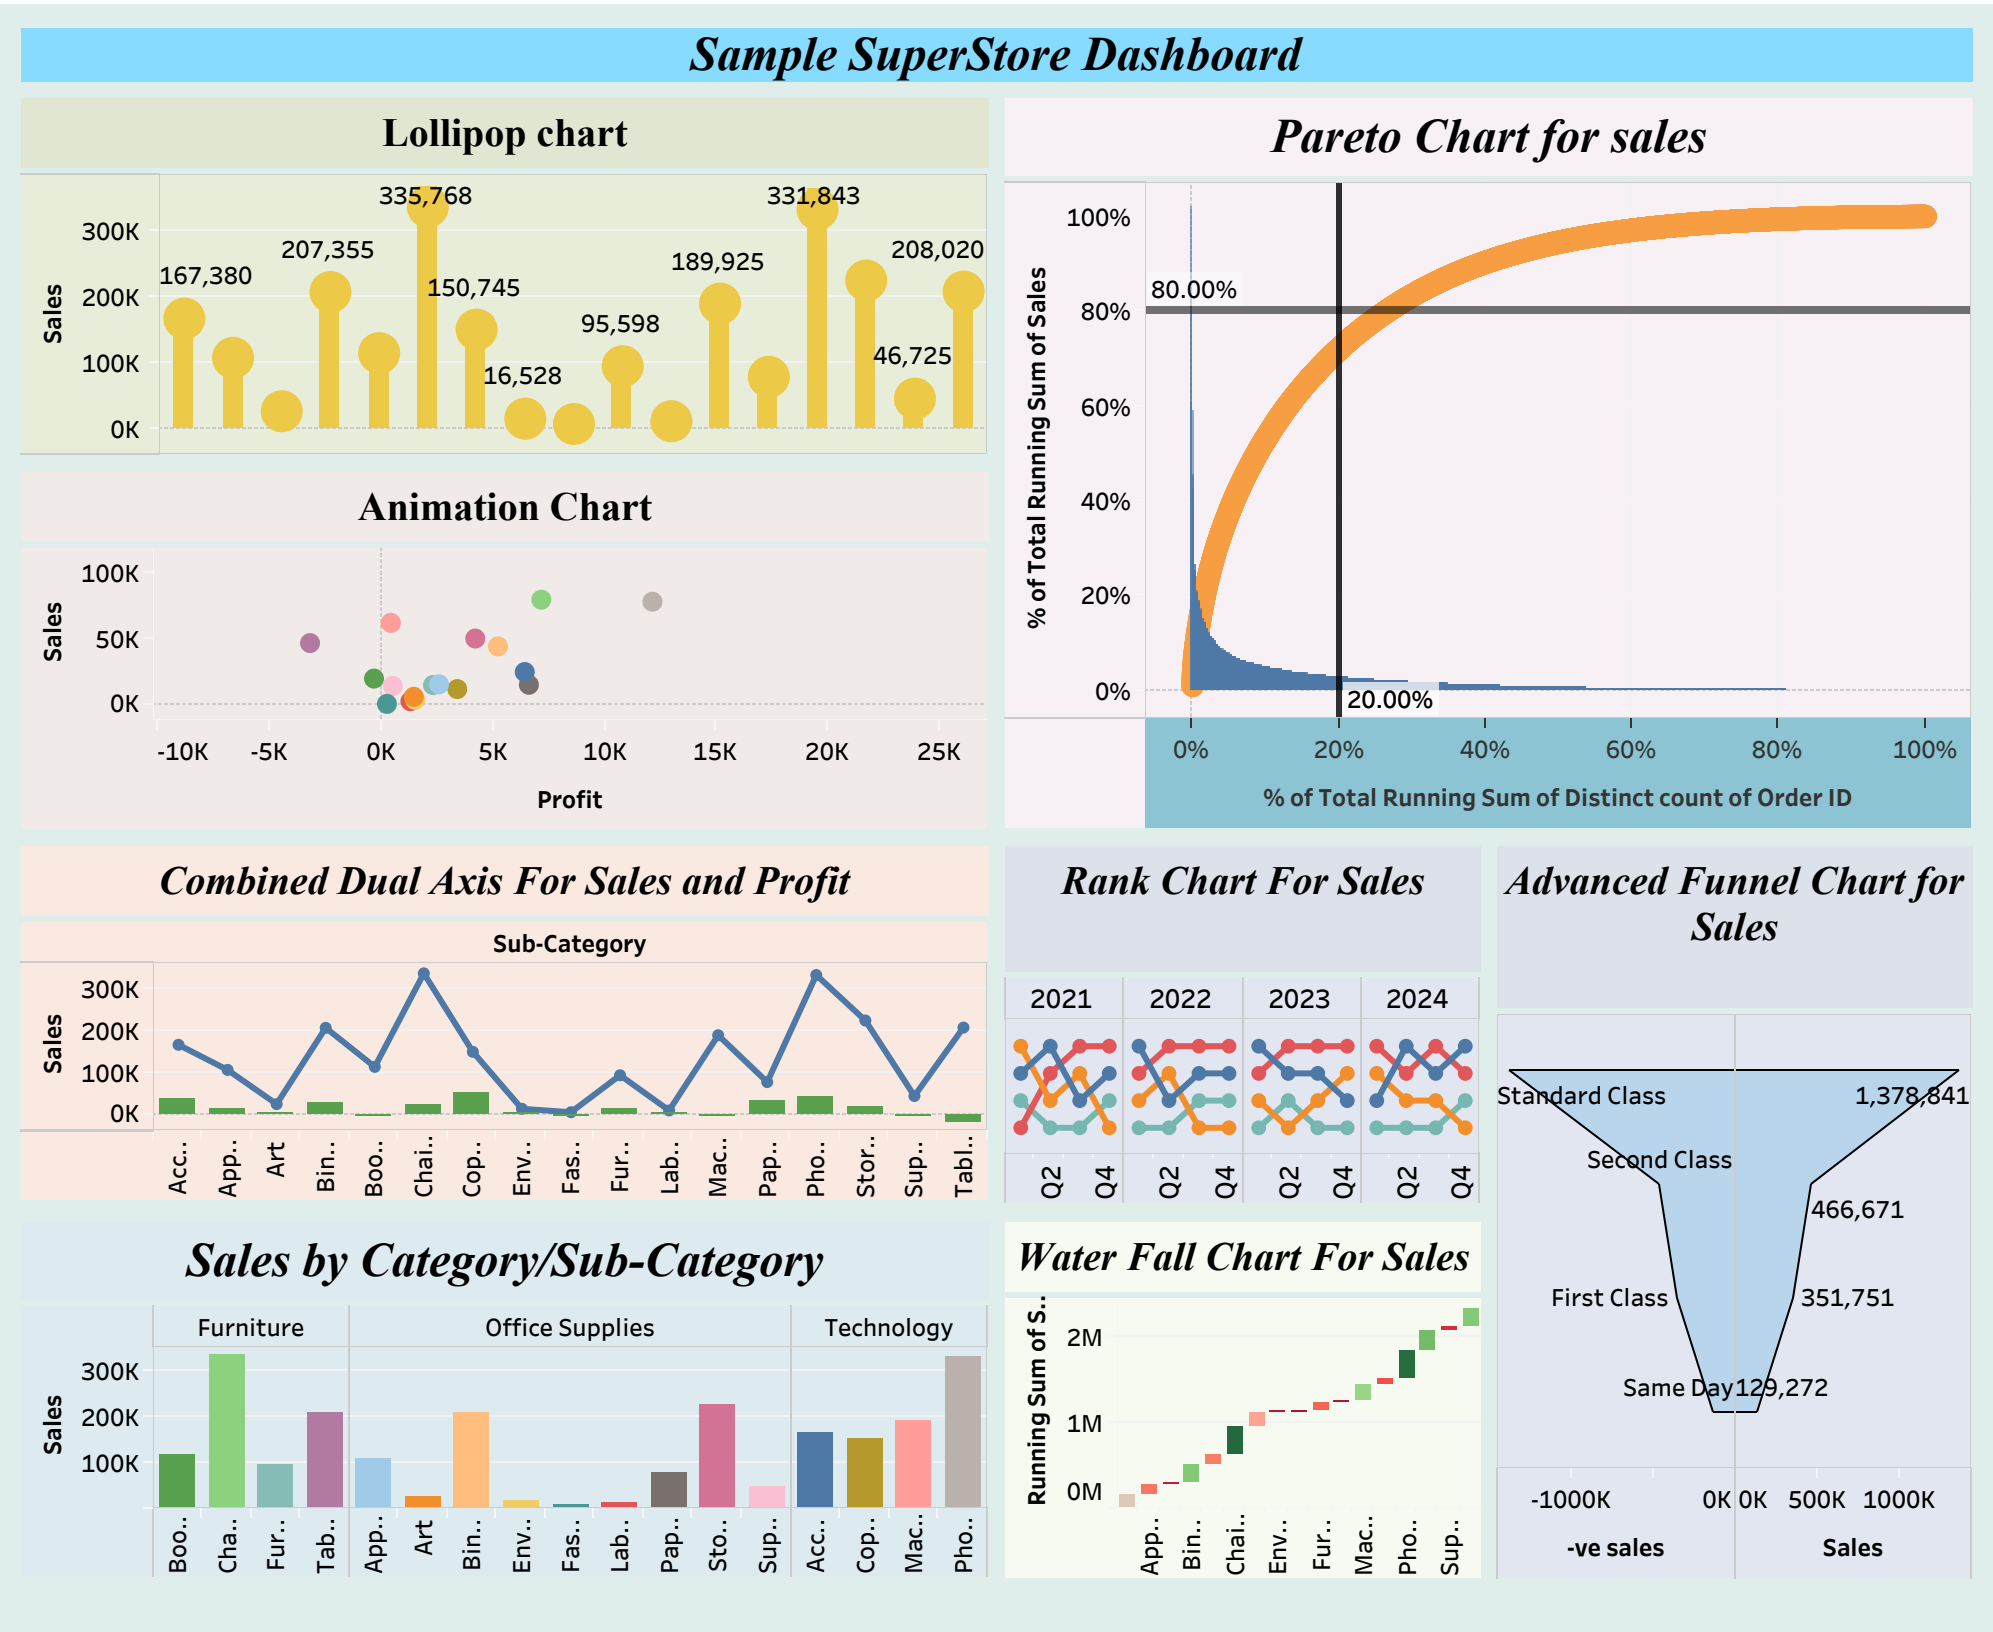 Sample SuperStore Dashboard
Lollipop chart
Sales
300K
200K
100K
0K
167,380
207,355
335,768
150,745
16,528
95,598
189,925
331,843
46,725
208,020
Animation Chart
Sales
100K
50K
0K
-10K -5K 0K 5K 10K 15K 20K 25K
Profit
Pareto Chart for sales
% of Total Running Sum of Sales
100%
80%
60%
40%
20%
0%
80.00%
20.00%
0% 20% 40% 60% 80% 100%
% of Total Running Sum of Distinct count of Order ID
Combined Dual Axis For Sales and Profit
Sub-Category
Sales
300K
200K
100K
0K
Acc.. App.. Art Bin.. Boo.. Chai.. Cop.. Env.. Fas.. Fur.. Lab.. Mac.. Pap.. Pho.. Stor.. Sup.. Tabl..
Rank Chart For Sales
2021 2022 2023 2024
Q2 Q4 Q2 Q4 Q2 Q4 Q2 Q4
Advanced Funnel Chart for
Sales
Standard Class 1,378,841
Second Class
466,671
First Class 351,751
Same Day 129,272
-1000K 0K 0K 500K 1000K
-ve sales Sales
Sales by Category/Sub-Category
Furniture Office Supplies Technology
Sales
300K
200K
100K
Boo.. Cha.. Fur.. Tab.. App.. Art Bin.. Env.. Fas.. Lab.. Pap.. Sto.. Sup.. Acc.. Cop.. Mac.. Pho..
Water Fall Chart For Sales
Running Sum of S..
2M
1M
0M
App.. Bin.. Chai.. Env.. Fur.. Mac.. Pho.. Sup..